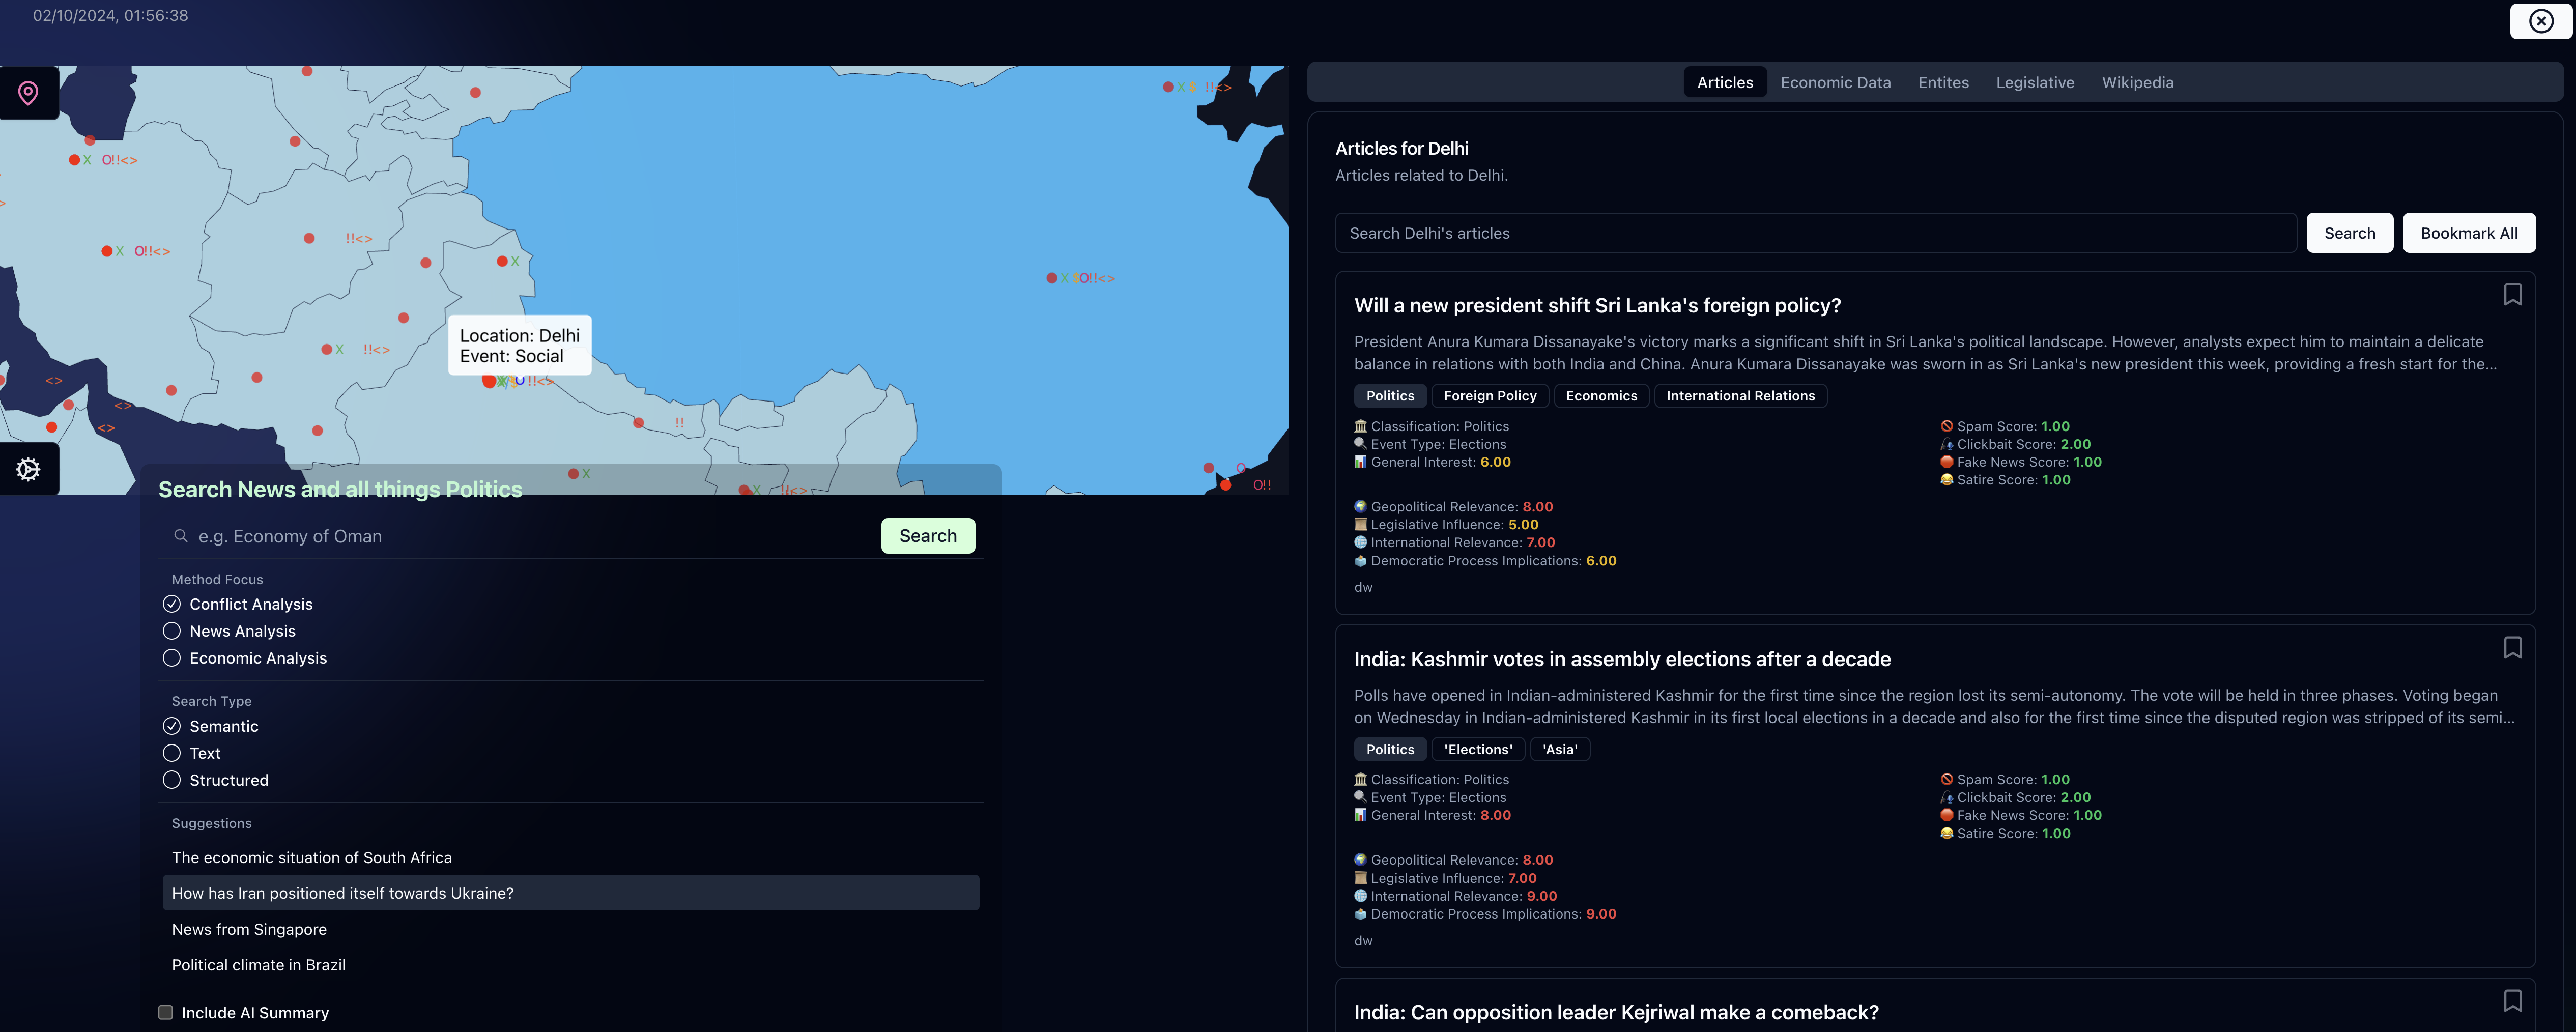 02/10/2024, 01:56:38
X O!!<>
X O!!<>
!!<>
X
X !!<>
<>
<>
<>
Location: Delhi
Event: Social
O !!<>
!!
X
X !!<>
X $ !!<>
X $O!!<>
O
O!!
Search News and all things Politics
e.g. Economy of Oman
Search
Method Focus
Conflict Analysis
News Analysis
Economic Analysis
Search Type
Semantic
Text
Structured
Suggestions
The economic situation of South Africa
How has Iran positioned itself towards Ukraine?
News from Singapore
Political climate in Brazil
Include AI Summary
Articles Economic Data Entites Legislative Wikipedia
Articles for Delhi
Articles related to Delhi.
Search Delhi's articles
Search
Bookmark All
Will a new president shift Sri Lanka's foreign policy?
President Anura Kumara Dissanayake's victory marks a significant shift in Sri Lanka's political landscape. However, analysts expect him to maintain a delicate
balance in relations with both India and China. Anura Kumara Dissanayake was sworn in as Sri Lanka's new president this week, providing a fresh start for the...
Politics Foreign Policy Economics International Relations
Classification: Politics
Event Type: Elections
General Interest: 6.00
Spam Score: 1.00
Clickbait Score: 2.00
Fake News Score: 1.00
Satire Score: 1.00
Geopolitical Relevance: 8.00
Legislative Influence: 5.00
International Relevance: 7.00
Democratic Process Implications: 6.00
dw
India: Kashmir votes in assembly elections after a decade
Polls have opened in Indian-administered Kashmir for the first time since the region lost its semi-autonomy. The vote will be held in three phases. Voting began
on Wednesday in Indian-administered Kashmir in its first local elections in a decade and also for the first time since the disputed region was stripped of its semi...
Politics 'Elections' 'Asia'
Classification: Politics
Event Type: Elections
General Interest: 8.00
Spam Score: 1.00
Clickbait Score: 2.00
Fake News Score: 1.00
Satire Score: 1.00
Geopolitical Relevance: 8.00
Legislative Influence: 7.00
International Relevance: 9.00
Democratic Process Implications: 9.00
dw
India: Can opposition leader Kejriwal make a comeback?